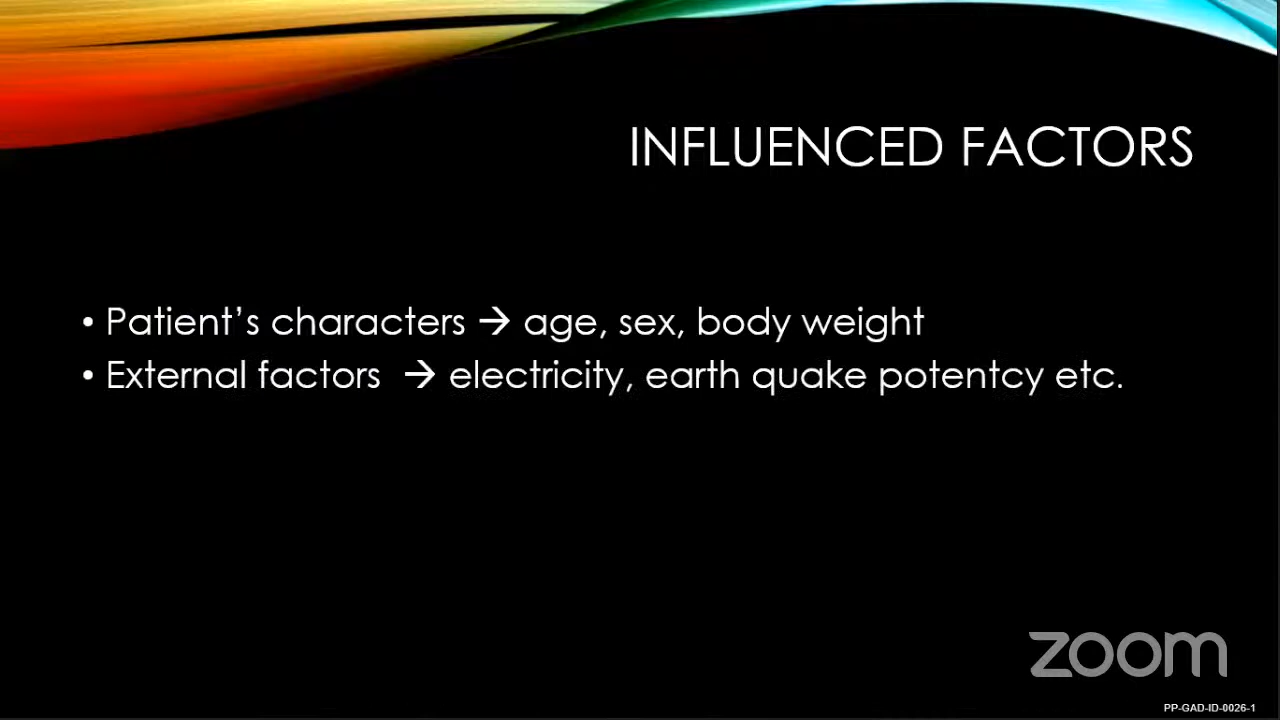 INFLUENCED FACTORS
• Patient's characters → age, sex, body weight
• External factors → electricity, earth quake potentcy etc.
zoom
PP-GAD-ID-0026-1